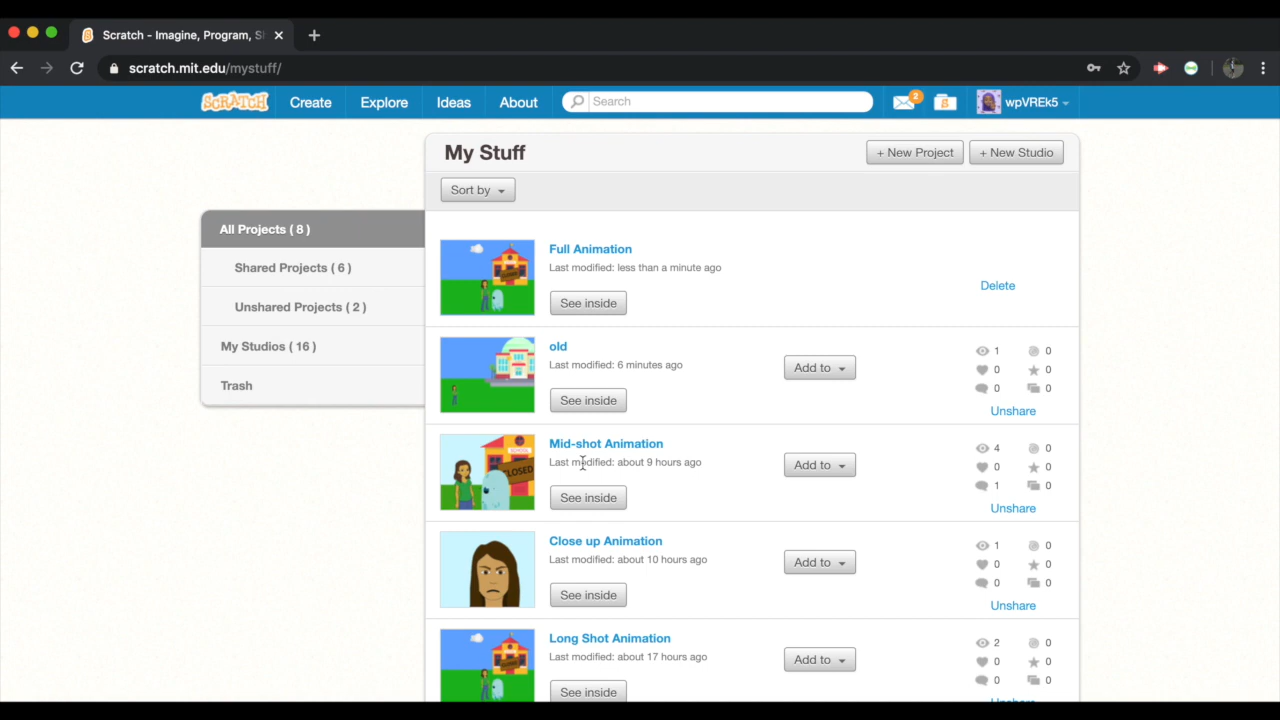 Scratch - Imagine, Program, S
scratch.mit.edu/mystuff/
SCRATCH
Create
Explore
Ideas
About
Search
2
wpVREk5
My Stuff
+ New Project
+ New Studio
Sort by
All Projects ( 8 )
Shared Projects ( 6 )
Unshared Projects ( 2 )
My Studios ( 16 )
Trash
Full Animation
Last modified: less than a minute ago
See inside
Delete
old
Last modified: 6 minutes ago
See inside
Add to
1 0
0 0
0 0
Unshare
Mid-shot Animation
Last modified: about 9 hours ago
See inside
Add to
4 0
0 0
1 0
Unshare
CLOSED
Close up Animation
Last modified: about 10 hours ago
See inside
Add to
1 0
0 0
0 0
Unshare
Long Shot Animation
Last modified: about 17 hours ago
See inside
Add to
2 0
0 0
0 0